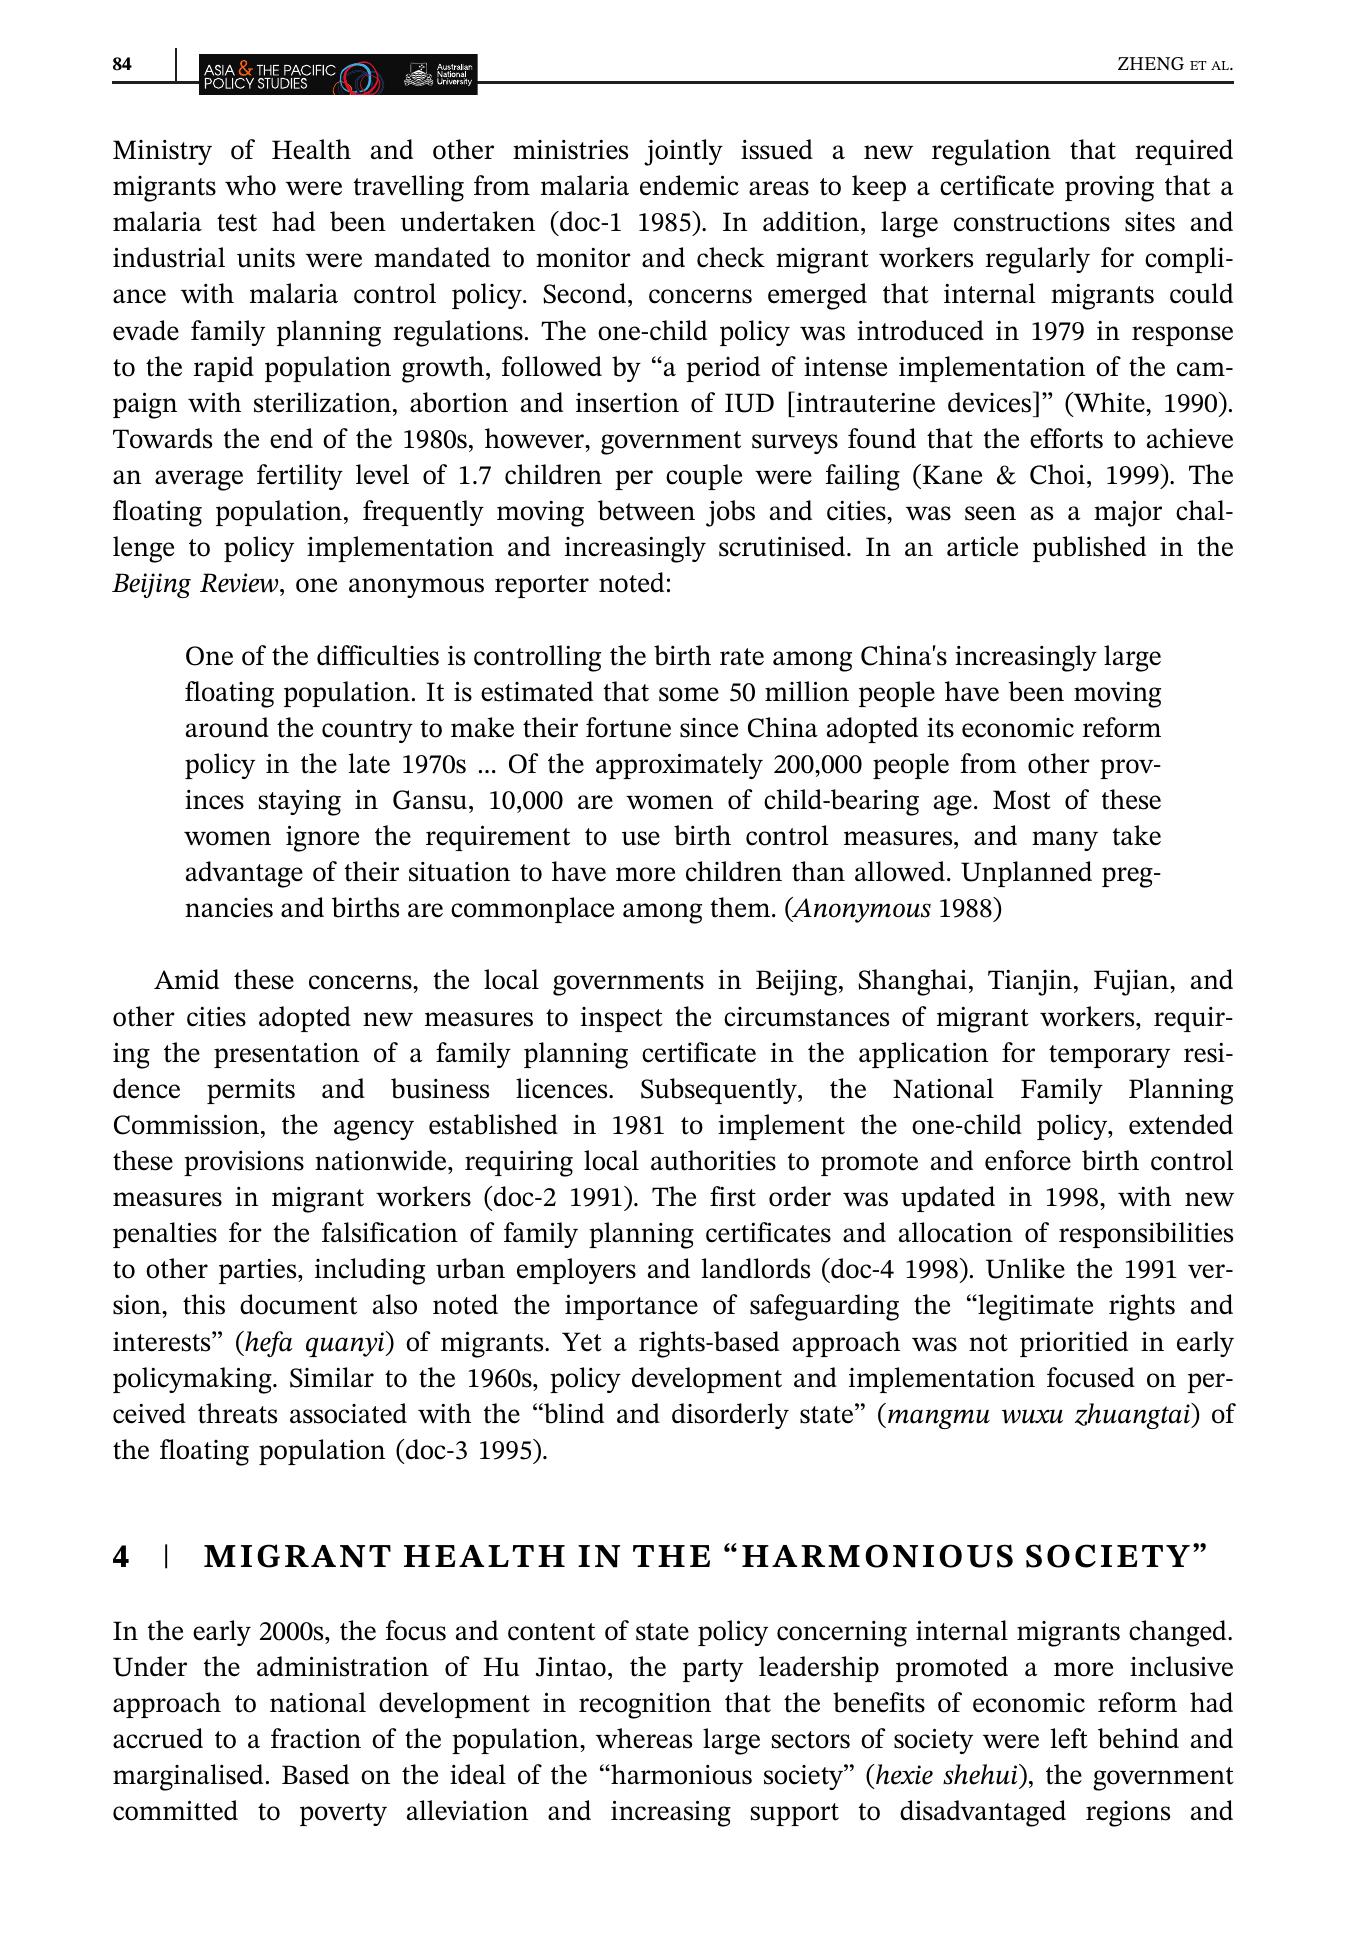 84
ASIA & THE PACIFIC
POLICY STUDIES
Australian
National
University
ZHENG ET AL.
Ministry of Health and other ministries jointly issued a new regulation that required
migrants who were travelling from malaria endemic areas to keep a certificate proving that a
malaria test had been undertaken (doc-1 1985). In addition, large constructions sites and
industrial units were mandated to monitor and check migrant workers regularly for compli-
ance with malaria control policy. Second, concerns emerged that internal migrants could
evade family planning regulations. The one-child policy was introduced in 1979 in response
to the rapid population growth, followed by “a period of intense implementation of the cam-
paign with sterilization, abortion and insertion of IUD [intrauterine devices]” (White, 1990).
Towards the end of the 1980s, however, government surveys found that the efforts to achieve
an average fertility level of 1.7 children per couple were failing (Kane & Choi, 1999). The
floating population, frequently moving between jobs and cities, was seen as a major chal-
lenge to policy implementation and increasingly scrutinised. In an article published in the
Beijing Review, one anonymous reporter noted:
One of the difficulties is controlling the birth rate among China's increasingly large
floating population. It is estimated that some 50 million people have been moving
around the country to make their fortune since China adopted its economic reform
policy in the late 1970s ... Of the approximately 200,000 people from other prov-
inces staying in Gansu, 10,000 are women of child-bearing age. Most of these
women ignore the requirement to use birth control measures, and many take
advantage of their situation to have more children than allowed. Unplanned preg-
nancies and births are commonplace among them. (Anonymous 1988)
Amid these concerns, the local governments in Beijing, Shanghai, Tianjin, Fujian, and
other cities adopted new measures to inspect the circumstances of migrant workers, requir-
ing the presentation of a family planning certificate in the application for temporary resi-
dence permits and business licences. Subsequently, the National Family Planning
Commission, the agency established in 1981 to implement the one-child policy, extended
these provisions nationwide, requiring local authorities to promote and enforce birth control
measures in migrant workers (doc-2 1991). The first order was updated in 1998, with new
penalties for the falsification of family planning certificates and allocation of responsibilities
to other parties, including urban employers and landlords (doc-4 1998). Unlike the 1991 ver-
sion, this document also noted the importance of safeguarding the “legitimate rights and
interests” (hefa quanyi) of migrants. Yet a rights-based approach was not prioritied in early
policymaking. Similar to the 1960s, policy development and implementation focused on per-
ceived threats associated with the “blind and disorderly state” (mangmu wuxu zhuangtai) of
the floating population (doc-3 1995).
4 | MIGRANT HEALTH IN THE “HARMONIOUS SOCIETY”
In the early 2000s, the focus and content of state policy concerning internal migrants changed.
Under the administration of Hu Jintao, the party leadership promoted a more inclusive
approach to national development in recognition that the benefits of economic reform had
accrued to a fraction of the population, whereas large sectors of society were left behind and
marginalised. Based on the ideal of the “harmonious society” (hexie shehui), the government
committed to poverty alleviation and increasing support to disadvantaged regions and